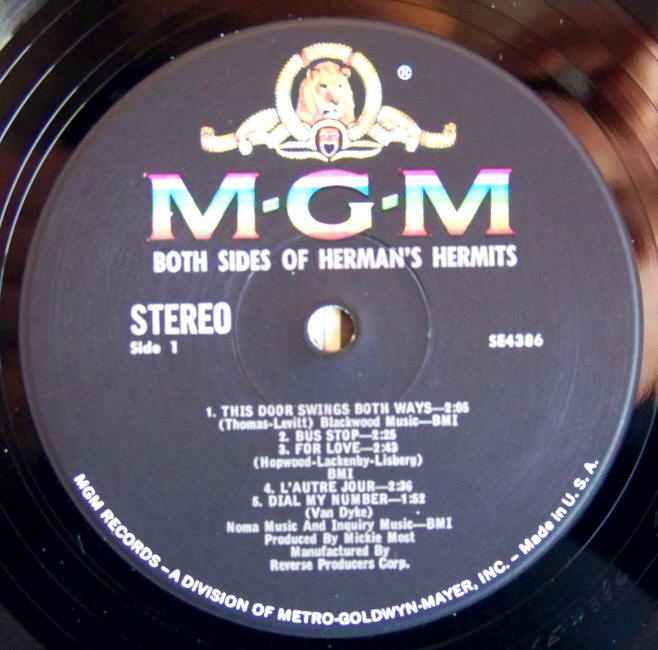 ®
M-G-M
BOTH SIDES OF HERMAN'S HERMITS
STEREO
Side 1
SE4386
1. THIS DOOR SWINGS BOTH WAYS—2:05
(Thomas-Levitt) Blackwood Music—BMI
2. BUS STOP—2:25
3. FOR LOVE—2:43
(Hopwood-Lackenby-Lisberg)
BMI
4. L'AUTRE JOUR—2:36
5. DIAL MY NUMBER—1:52
(Van Dyke)
Noma Music And Inquiry Music—BMI
Produced By Mickie Most
Manufactured By
Reverse Producers Corp.
MGM RECORDS – A DIVISION OF METRO-GOLDWYN-MAYER, INC. – Made in U. S. A.